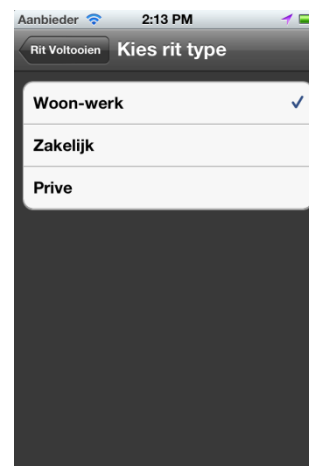 Aanbieder 2:13 PM
Rit Voltooien Kies rit type
Woon-werk
Zakelijk
Prive